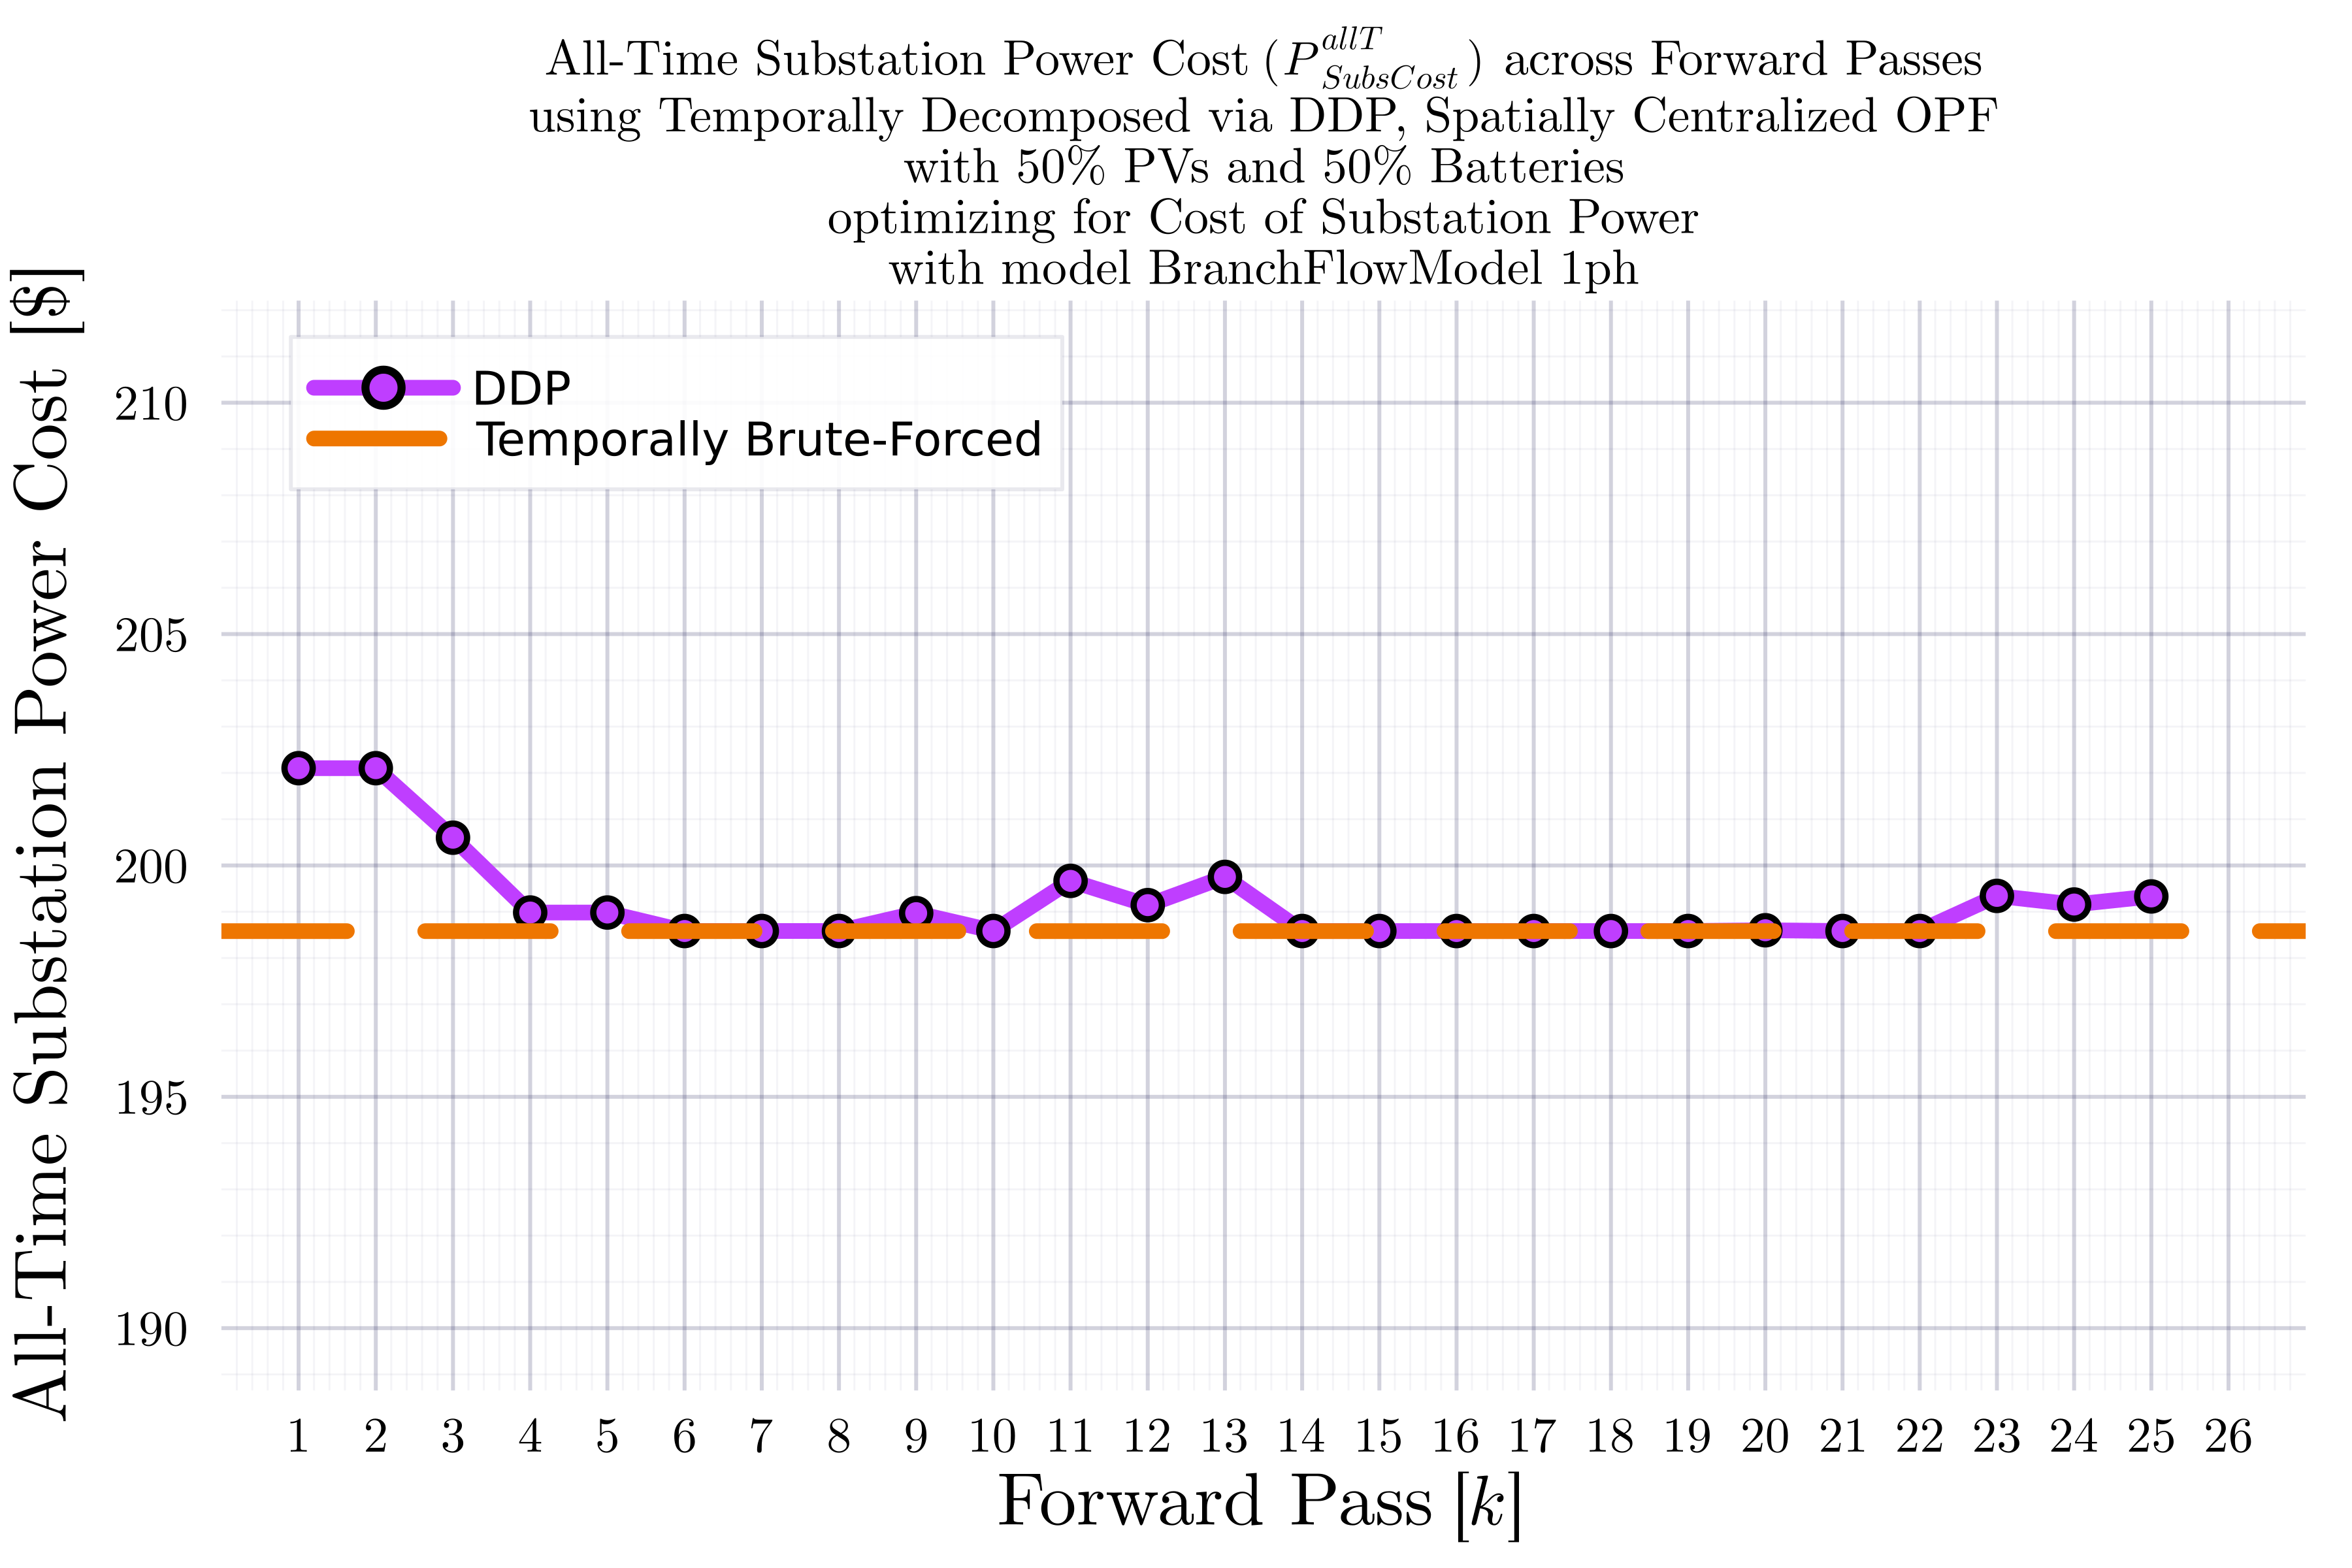 All-Time Substation Power Cost (P^{allT}_{SubsCost}) across Forward Passes
using Temporally Decomposed via DDP, Spatially Centralized OPF
with 50% PVs and 50% Batteries
optimizing for Cost of Substation Power
with model BranchFlowModel 1ph
All-Time Substation Power Cost [$]
DDP
Temporally Brute-Forced
210
205
200
195
190
1 2 3 4 5 6 7 8 9 10 11 12 13 14 15 16 17 18 19 20 21 22 23 24 25 26
Forward Pass [k]